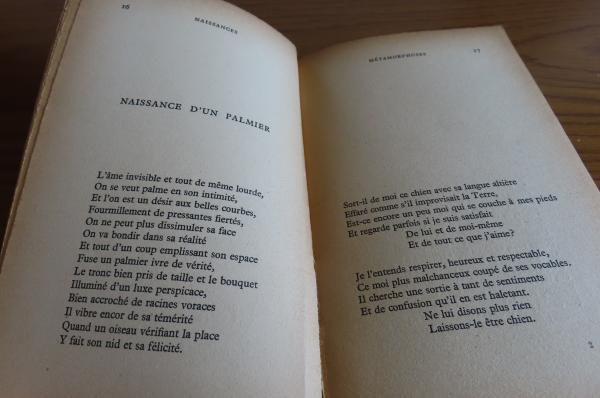 16
NAISSANCES
NAISSANCE D'UN PALMIER
L'âme invisible et tout de même lourde,
On se veut palme en son intimité,
Et l'on est un désir aux belles courbes,
Fourmillement de pressantes fiertés,
On ne peut plus dissimuler sa face
On va bondir dans sa réalité
Et tout d'un coup emplissant son espace
Fuse un palmier ivre de vérité,
Le tronc bien pris de taille et le bouquet
Illuminé d'un luxe perspicace,
Bien accroché de racines voraces
Il vibre encor de sa témérité
Quand un oiseau vérifiant la place
Y fait son nid et sa félicité.
MÉTAMORPHOSES
17
Sort-il de moi ce chien avec sa langue altière
Effaré comme s'il improvisait la Terre,
Est-ce encore un peu moi qui se couche à mes pieds
Et regarde parfois si je suis satisfait
De lui et de moi-même
Et de tout ce que j'aime?
Je l'entends respirer, heureux et respectable,
Ce moi plus malchanceux coupé de ses vocables,
Il cherche une sortie à tant de sentiments
Et de confusion qu'il en est haletant.
Ne lui disons plus rien
Laissons-le être chien.
2